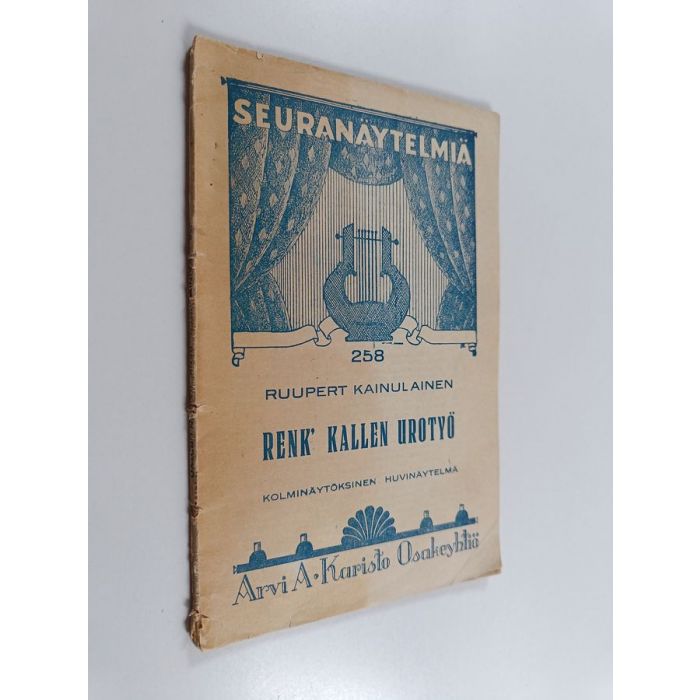 SEURANÄYTELMIÄ
258
RUUPERT KAINULAINEN
RENK' KALLEN UROTYÖ
KOLMINÄYTÖKSINEN HUVINÄYTELMÄ
Arvi A. Karisto Osakeyhtiö